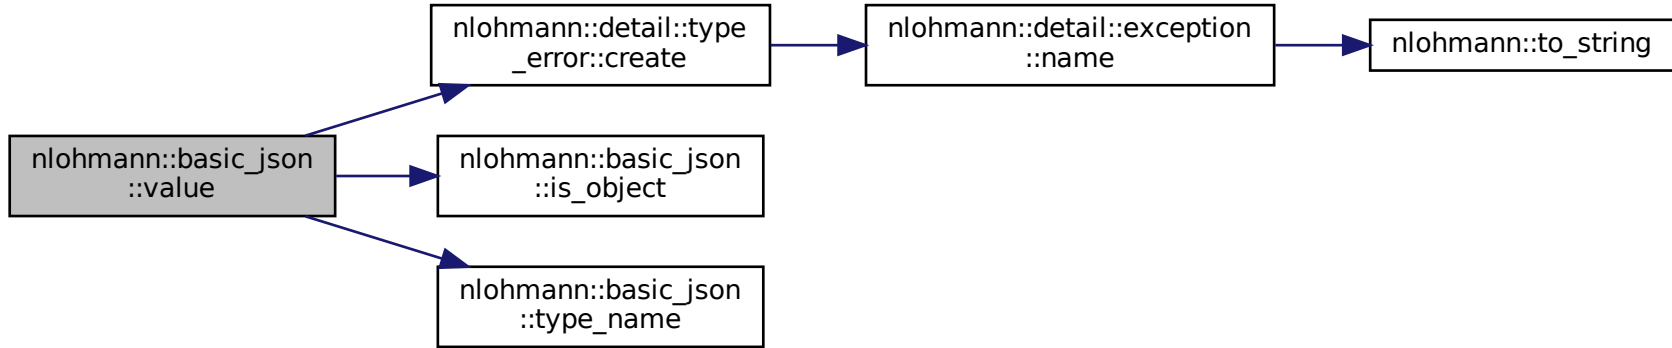 nlohmann::detail::type
_error::create
nlohmann::detail::exception
::name
nlohmann::to_string
nlohmann::basic_json
::value
nlohmann::basic_json
::is_object
nlohmann::basic_json
::type_name